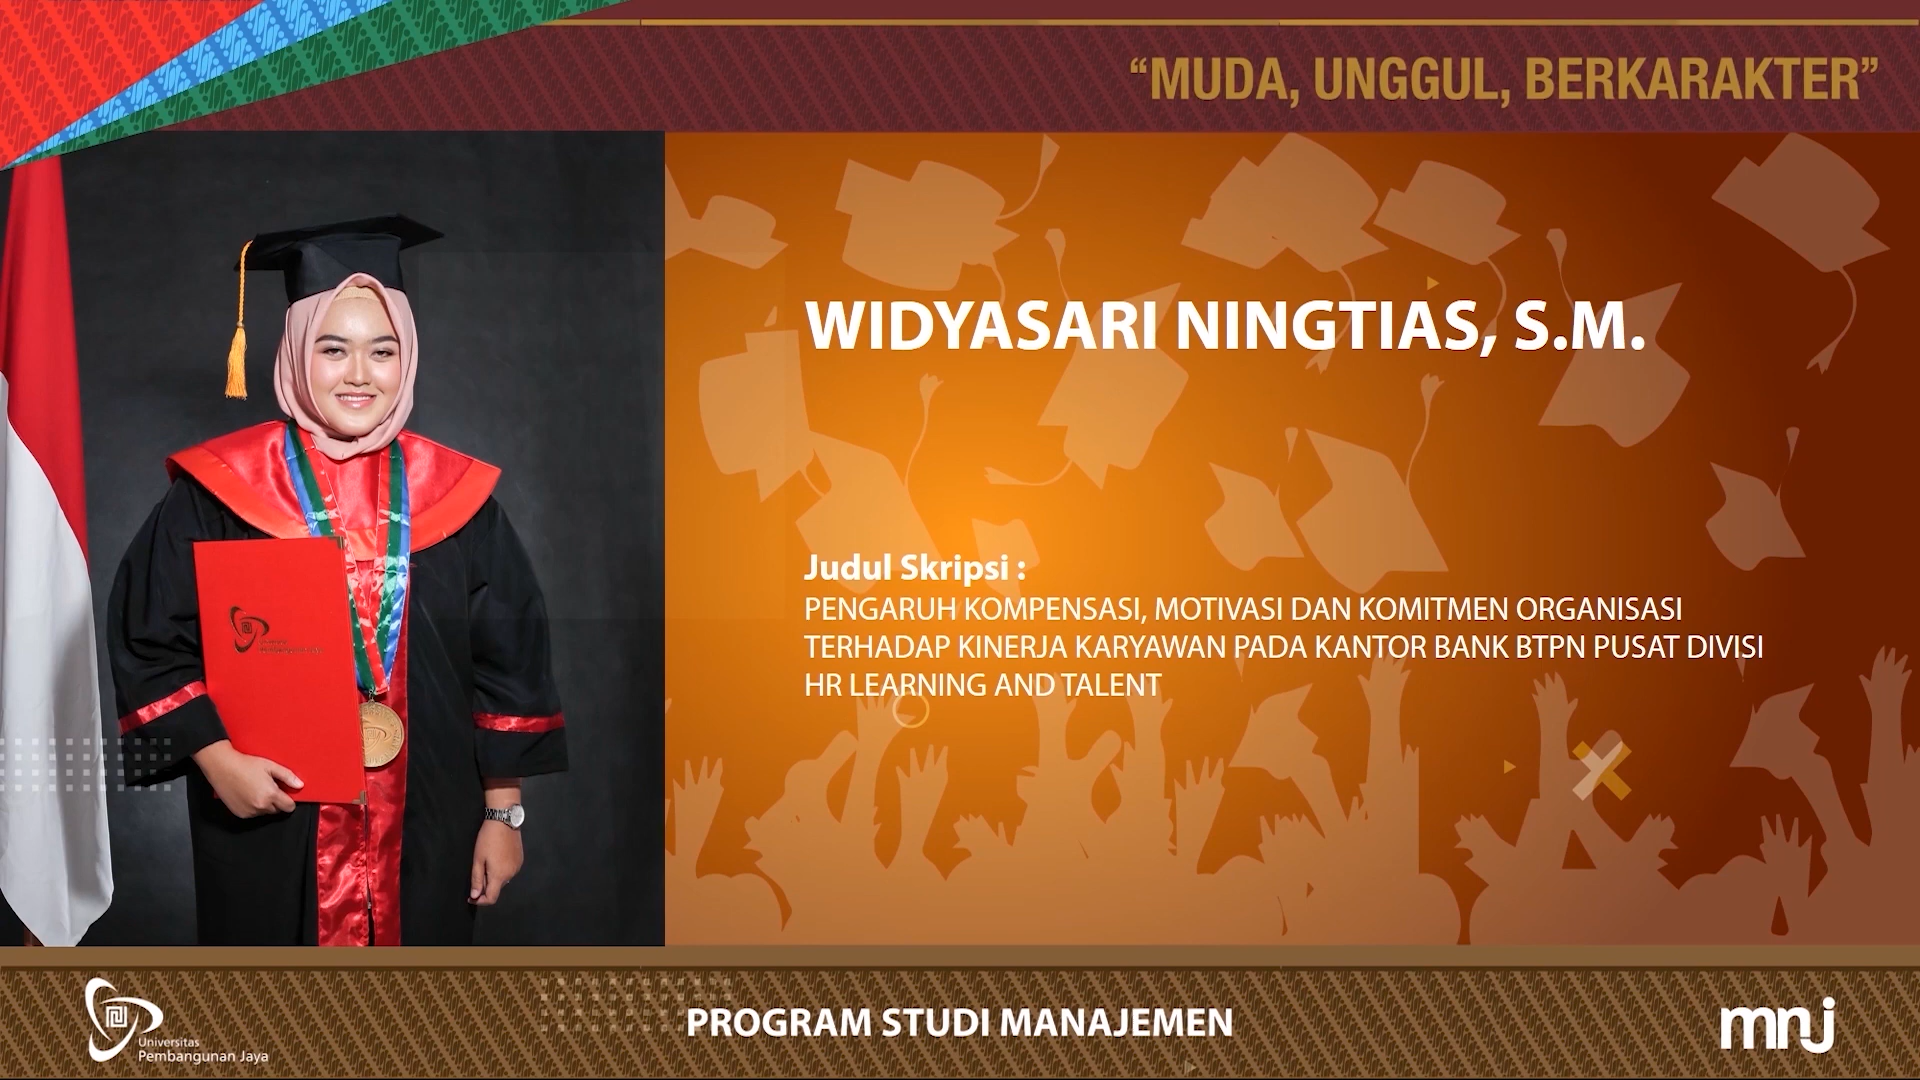 “MUDA, UNGGUL, BERKARAKTER”
WIDYASARI NINGTIAS, S.M.
Judul Skripsi :
PENGARUH KOMPENSASI, MOTIVASI DAN KOMITMEN ORGANISASI
TERHADAP KINERJA KARYAWAN PADA KANTOR BANK BTPN PUSAT DIVISI
HR LEARNING AND TALENT
Universitas
Pembangunan Jaya
PROGRAM STUDI MANAJEMEN
mnj